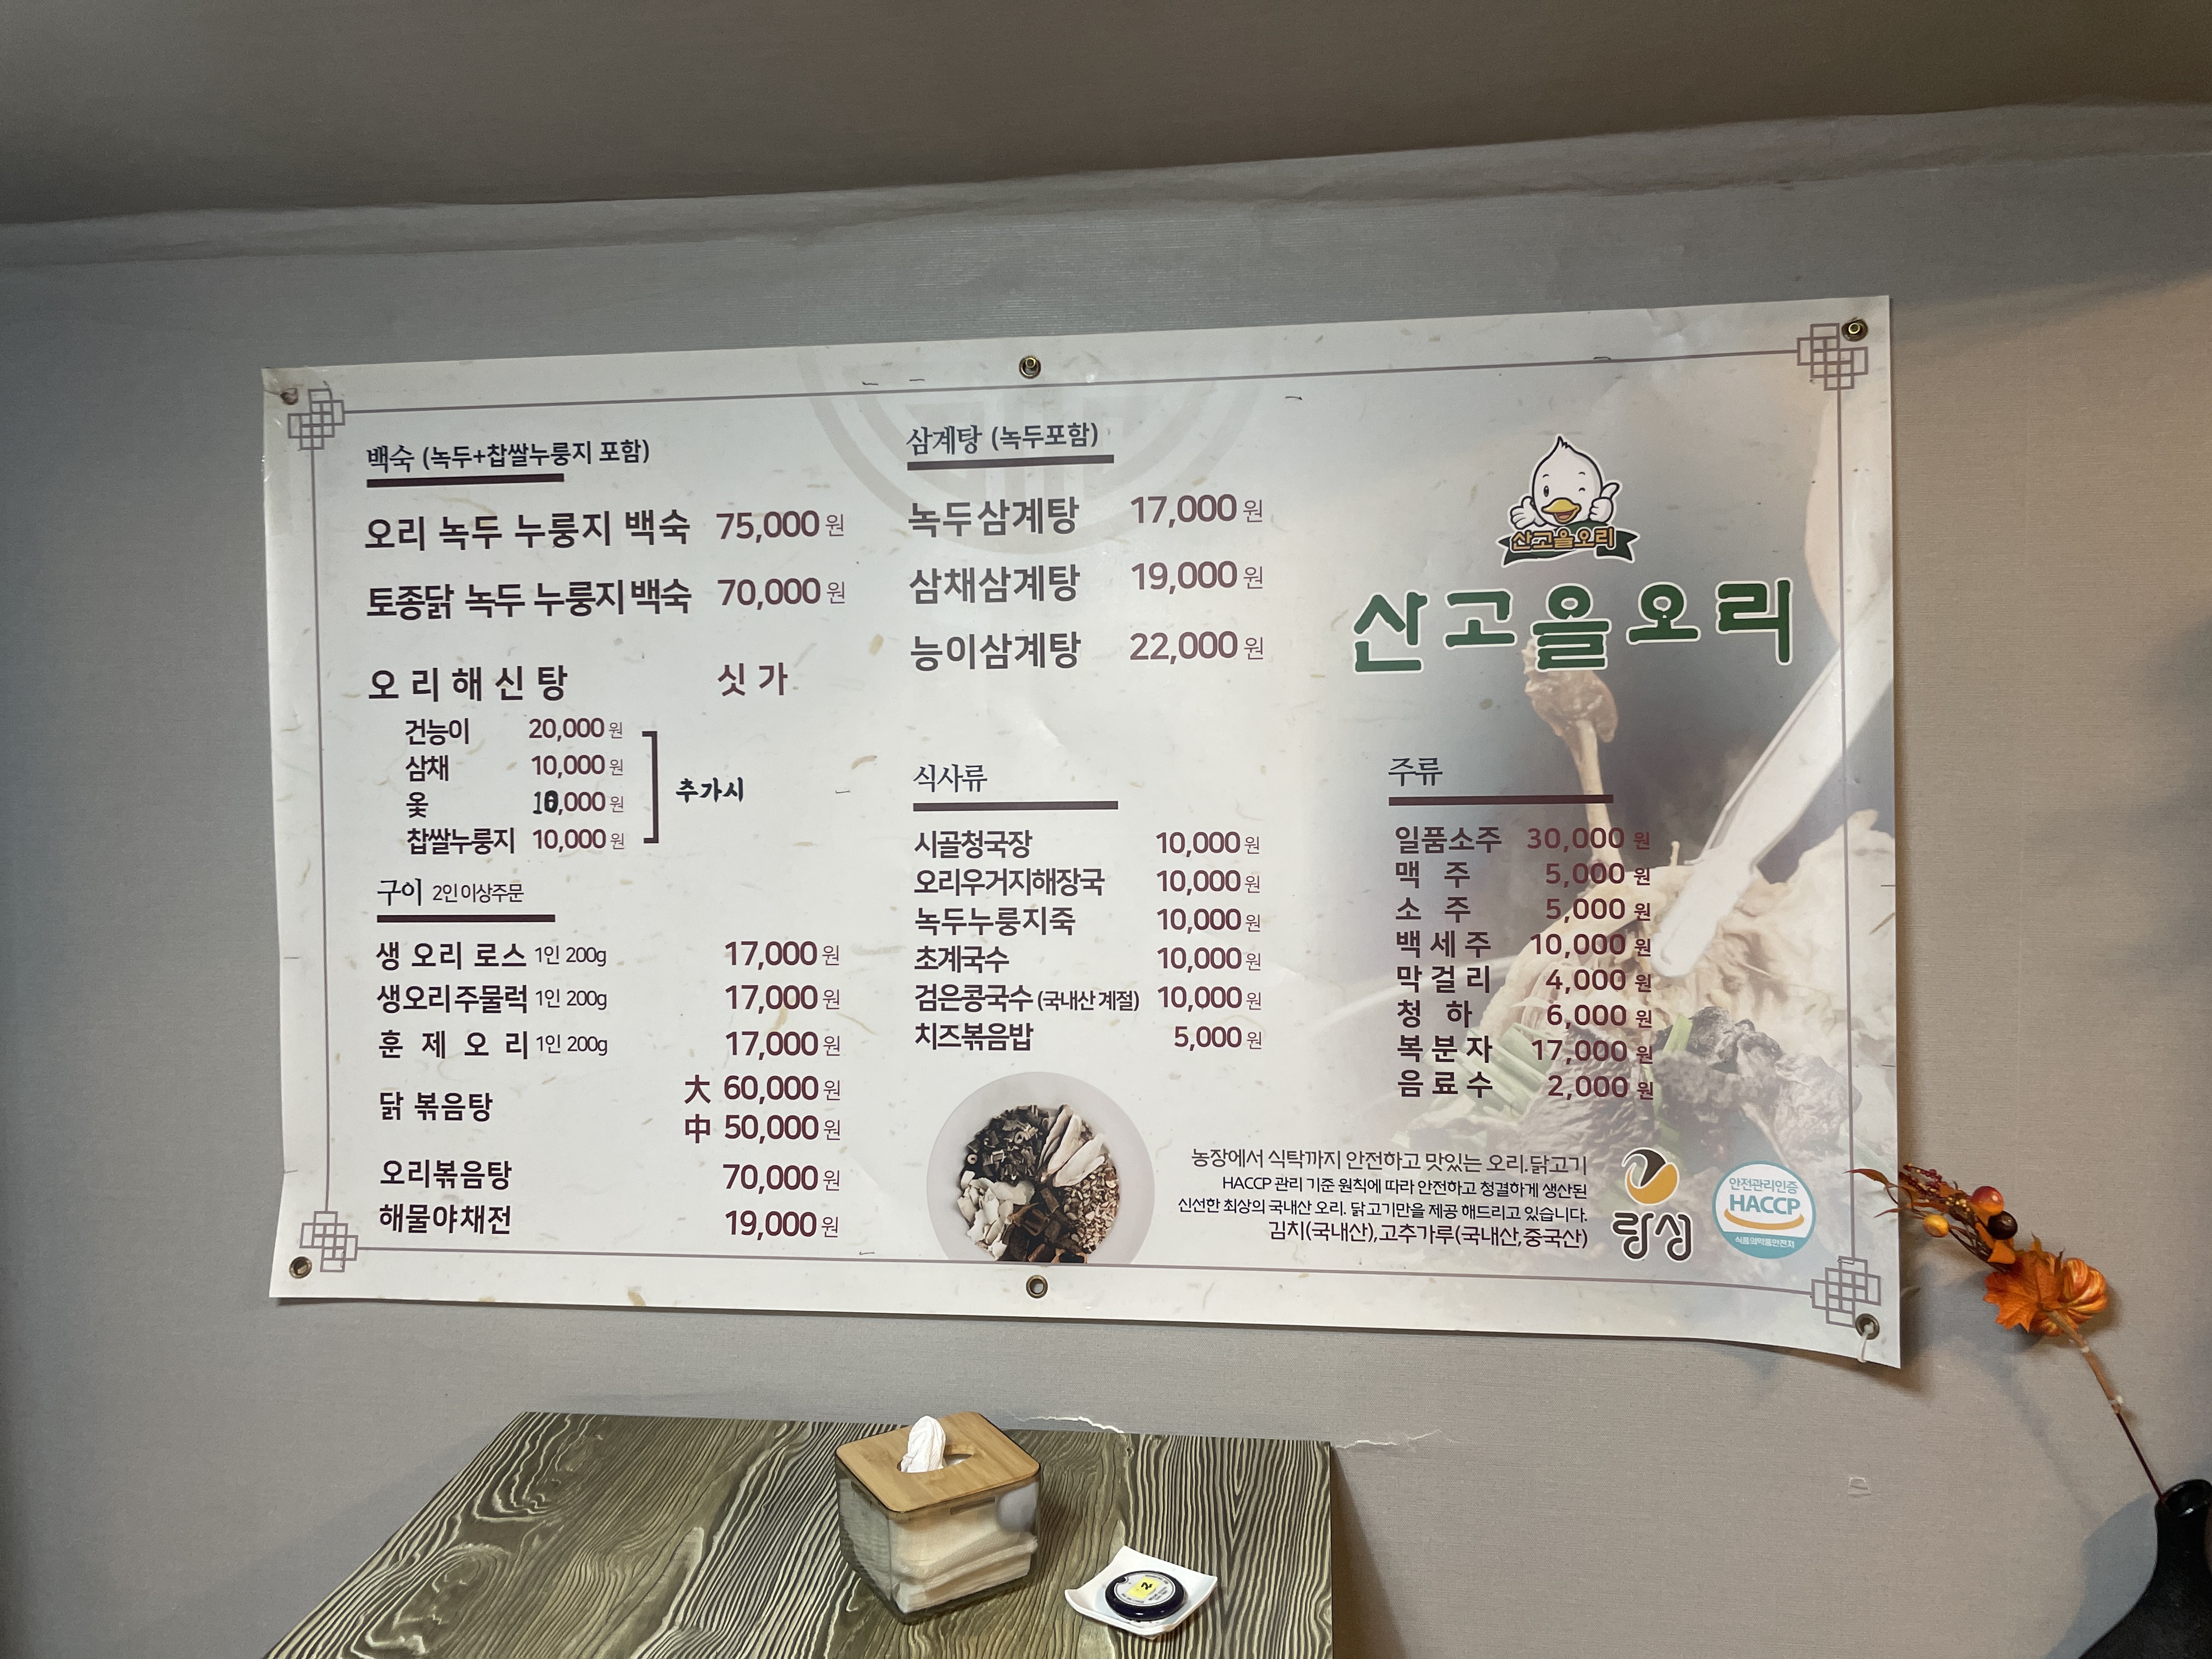 백숙 (녹두+찹쌀누룽지 포함)
오리 녹두 누룽지 백숙 75,000원
토종닭 녹두 누룽지 백숙 70,000원
오리해신탕 싯가
건능이 20,000원
삼채 10,000원
옻 10,000원
찹쌀누룽지 10,000원
추가시
구이 2인이상주문
생 오리 로스 1인 200g 17,000원
생오리주물럭 1인 200g 17,000원
훈 제 오 리 1인 200g 17,000원
닭 볶음탕 大 60,000원
中 50,000원
오리볶음탕 70,000원
해물야채전 19,000원
삼계탕 (녹두포함)
녹두삼계탕 17,000원
삼채삼계탕 19,000원
능이삼계탕 22,000원
식사류
시골청국장 10,000원
오리우거지해장국 10,000원
녹두누룽지죽 10,000원
초계국수 10,000원
검은콩국수 (국내산 계절) 10,000원
치즈볶음밥 5,000원
산고을오리
산고을오리
주류
일품소주 30,000원
맥 주 5,000원
소 주 5,000원
백세주 10,000원
막걸리 4,000원
청 하 6,000원
복분자 17,000원
음료수 2,000원
농장에서 식탁까지 안전하고 맛있는 오리.닭고기
HACCP 관리 기준 원칙에 따라 안전하고 청결하게 생산된
신선한 최상의 국내산 오리. 닭고기만을 제공 해드리고 있습니다.
김치(국내산),고추가루(국내산,중국산)
안전관리인증
HACCP
식품의약품안전처
2